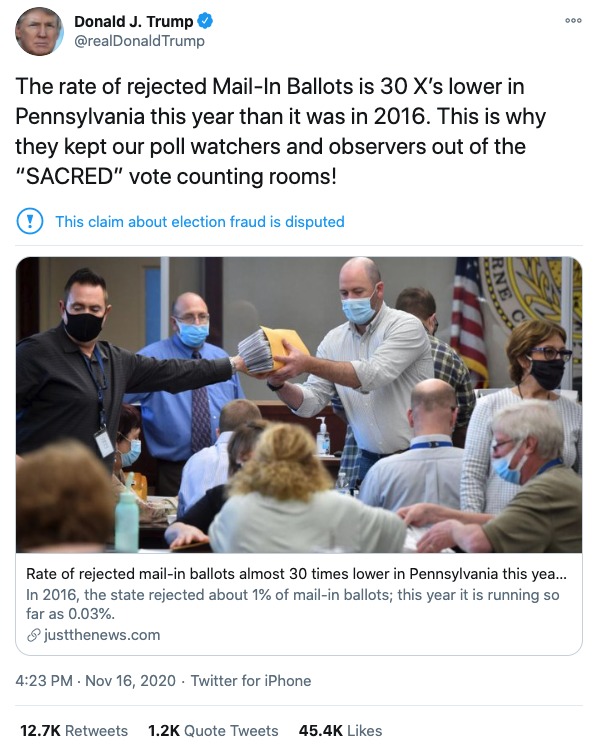 Donald J. Trump
@realDonaldTrump
The rate of rejected Mail-In Ballots is 30 X’s lower in
Pennsylvania this year than it was in 2016. This is why
they kept our poll watchers and observers out of the
“SACRED” vote counting rooms!
This claim about election fraud is disputed
RNE C
Rate of rejected mail-in ballots almost 30 times lower in Pennsylvania this yea...
In 2016, the state rejected about 1% of mail-in ballots; this year it is running so
far as 0.03%.
justthenews.com
4:23 PM · Nov 16, 2020 · Twitter for iPhone
12.7K Retweets 1.2K Quote Tweets 45.4K Likes